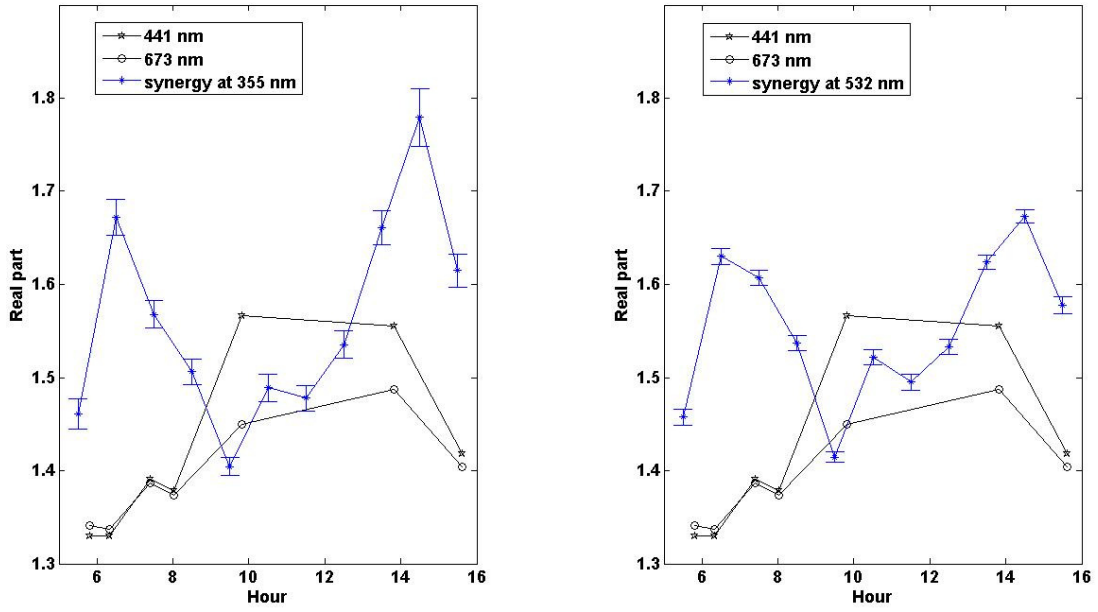 441 nm
673 nm
synergy at 355 nm
1.8
1.7
1.6
1.5
1.4
1.3
Real part
6 8 10 12 14 16
Hour
441 nm
673 nm
synergy at 532 nm
1.8
1.7
1.6
1.5
1.4
1.3
Real part
6 8 10 12 14 16
Hour